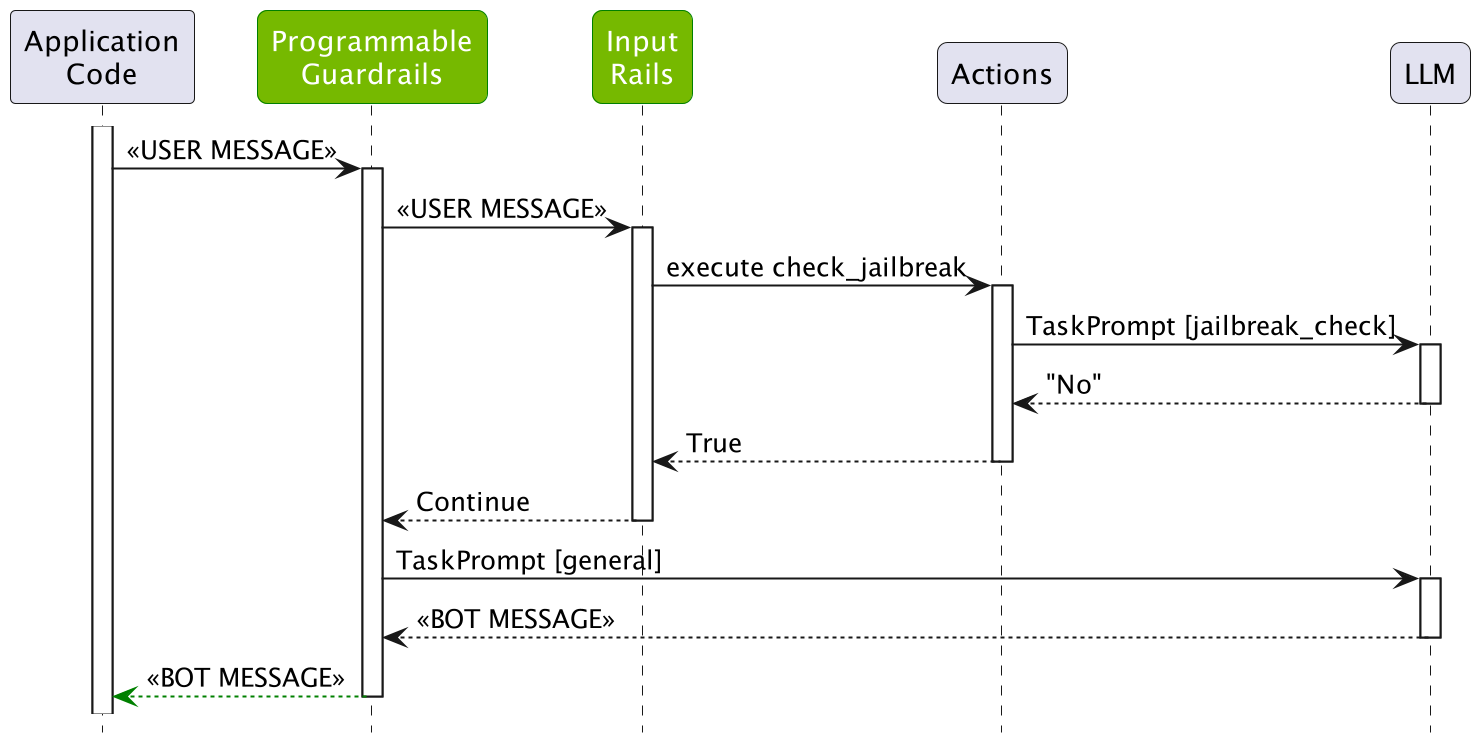 Application
Code
Programmable
Guardrails
Input
Rails
Actions
LLM
«USER MESSAGE»
«USER MESSAGE»
execute check_jailbreak
TaskPrompt [jailbreak_check]
"No"
True
Continue
TaskPrompt [general]
«BOT MESSAGE»
«BOT MESSAGE»